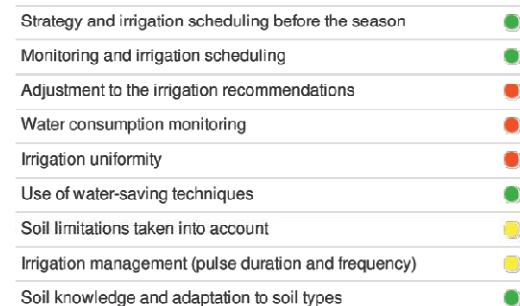 Strategy and irrigation scheduling before the season
Monitoring and irrigation scheduling
Adjustment to the irrigation recommendations
Water consumption monitoring
Irrigation uniformity
Use of water-saving techniques
Soil limitations taken into account
Irrigation management (pulse duration and frequency)
Soil knowledge and adaptation to soil types